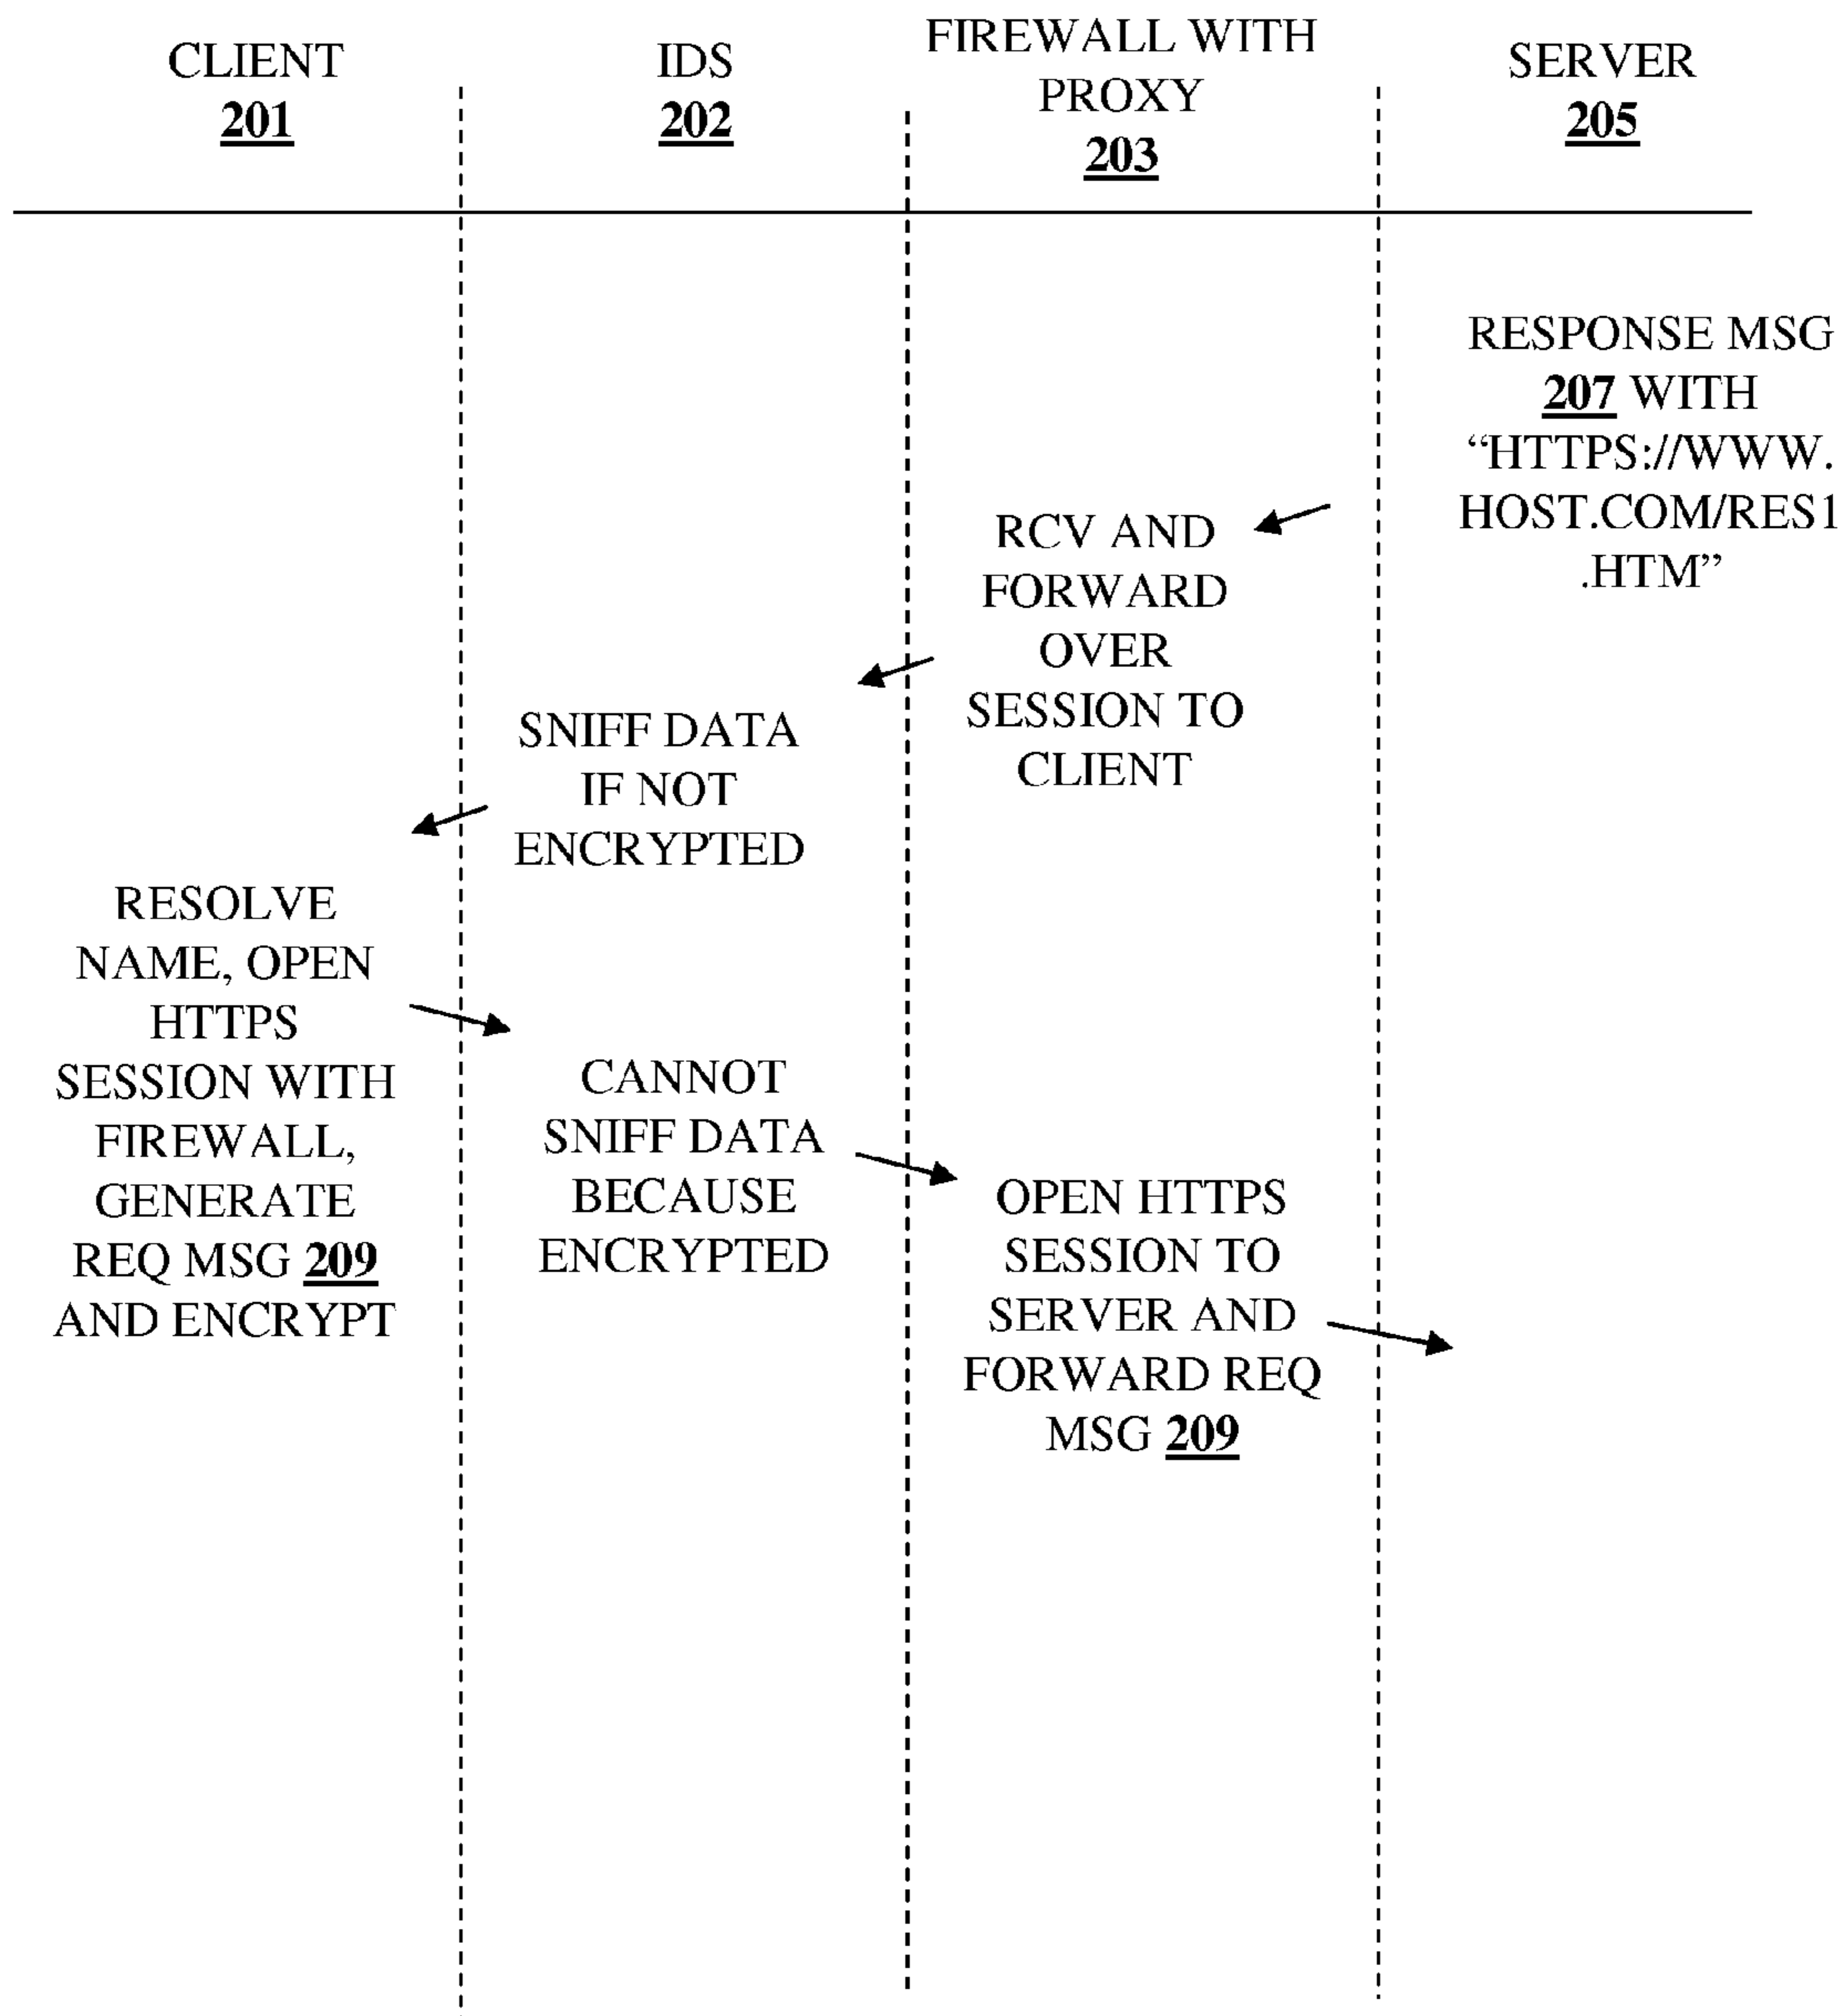 CLIENT
201
IDS
202
FIREWALL WITH
PROXY
203
SERVER
205
RESPONSE MSG
207 WITH
“HTTPS://WWW.
HOST.COM/RES1
.HTM”
RCV AND
FORWARD
OVER
SESSION TO
CLIENT
SNIFF DATA
IF NOT
ENCRYPTED
RESOLVE
NAME, OPEN
HTTPS
SESSION WITH
FIREWALL,
GENERATE
REQ MSG 209
AND ENCRYPT
CANNOT
SNIFF DATA
BECAUSE
ENCRYPTED
OPEN HTTPS
SESSION TO
SERVER AND
FORWARD REQ
MSG 209